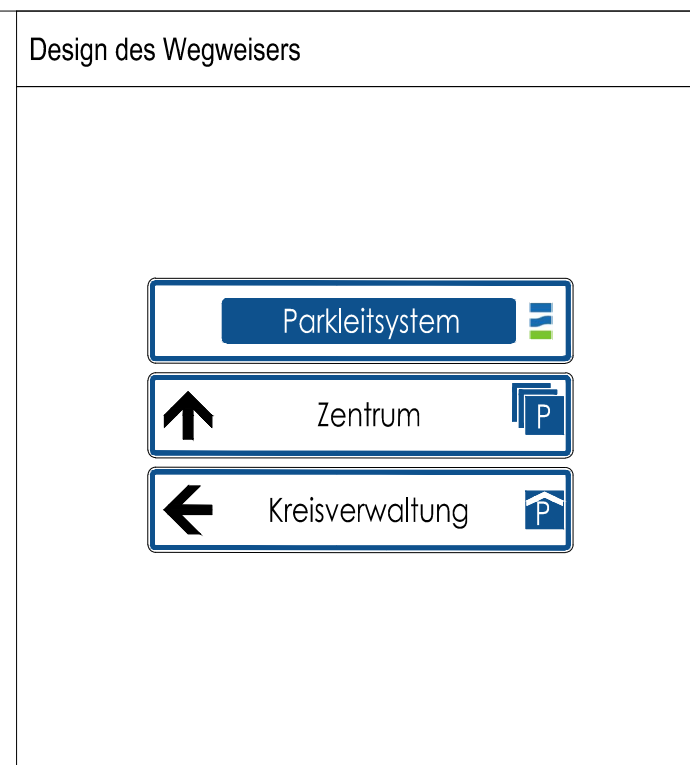 Design des Wegweisers
Parkleitsystem
Zentrum
P
Kreisverwaltung
P